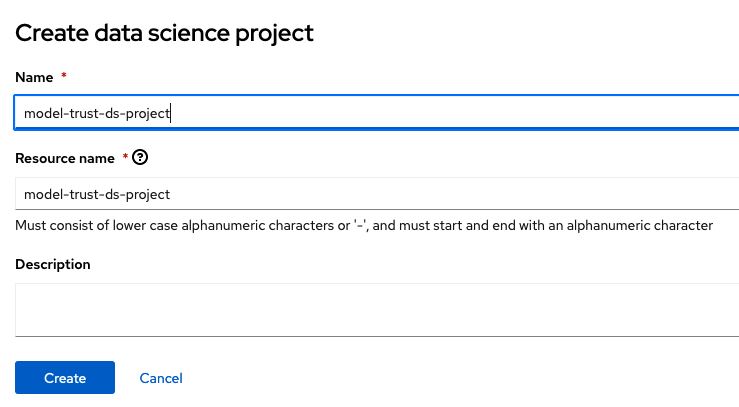 Create data science project
Name *
model-trust-ds-project
Resource name * ?
model-trust-ds-project
Must consist of lower case alphanumeric characters or '-', and must start and end with an alphanumeric character
Description
Create Cancel